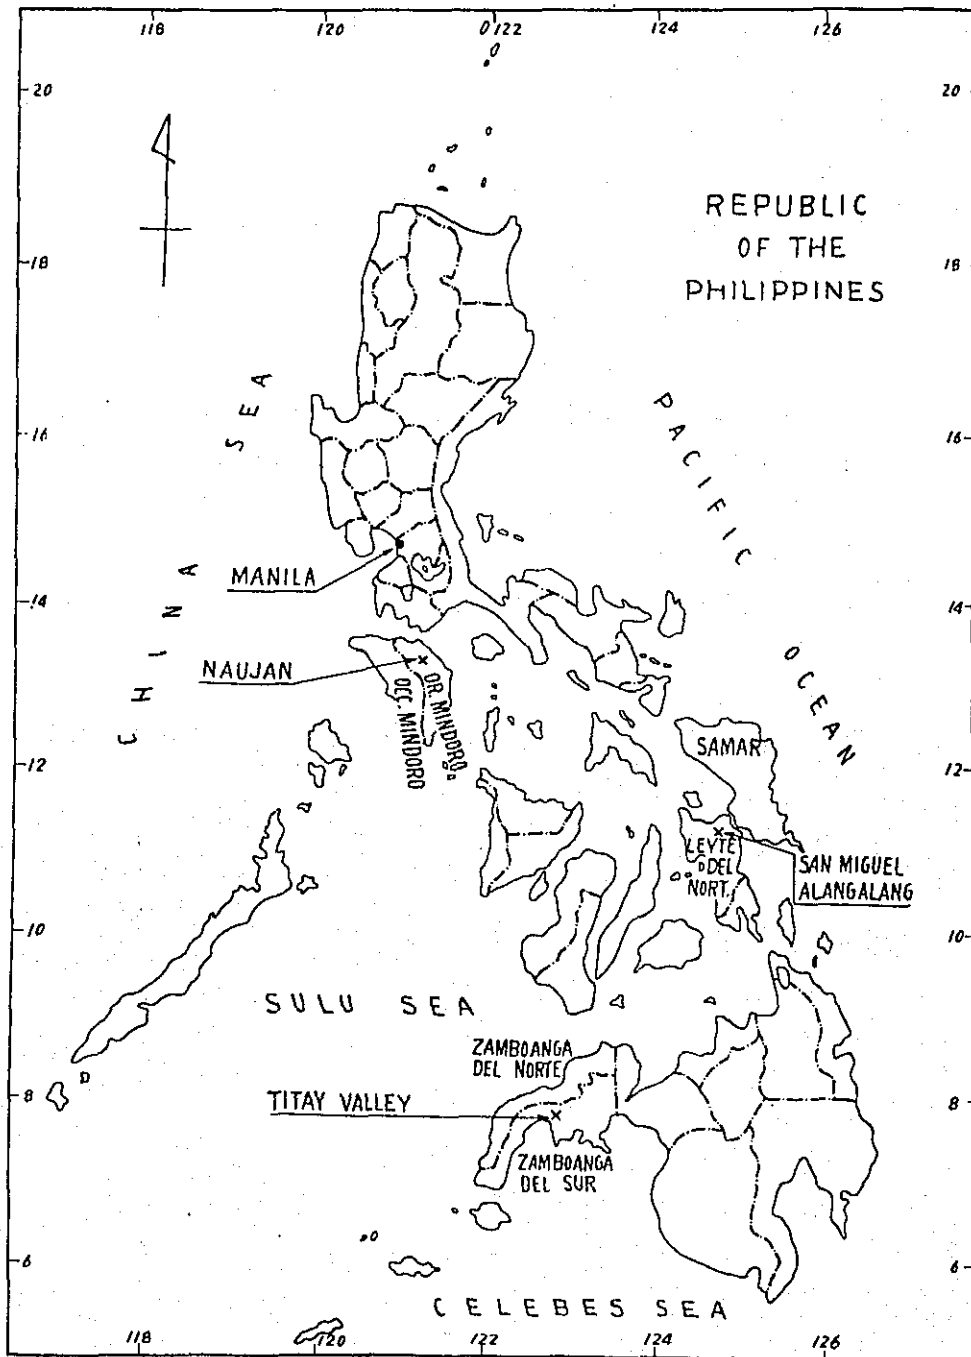 118 120 122 124 126
20 20
REPUBLIC
OF THE
PHILIPPINES
18 18
CHINA SEA
PACIFIC OCEAN
16 16
MANILA
14 14
NAUJAN
OCC. MINDORO
OR. MINDORO
SAMAR
12 12
LEYTE
DEL
NORT.
SAN MIGUEL
ALANGALANG
10 10
SULU SEA
ZAMBOANGA
DEL NORTE
8 8
TITAY VALLEY
ZAMBOANGA
DEL SUR
6 6
CELEBES SEA
118 120 122 124 126